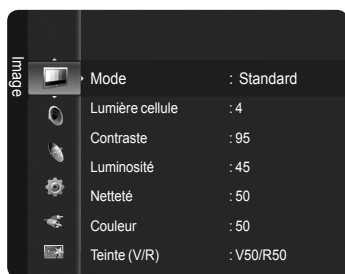 Image
Mode : Standard
Lumière cellule : 4
Contraste : 95
Luminosité : 45
Netteté : 50
Couleur : 50
Teinte (V/R) : V50/R50